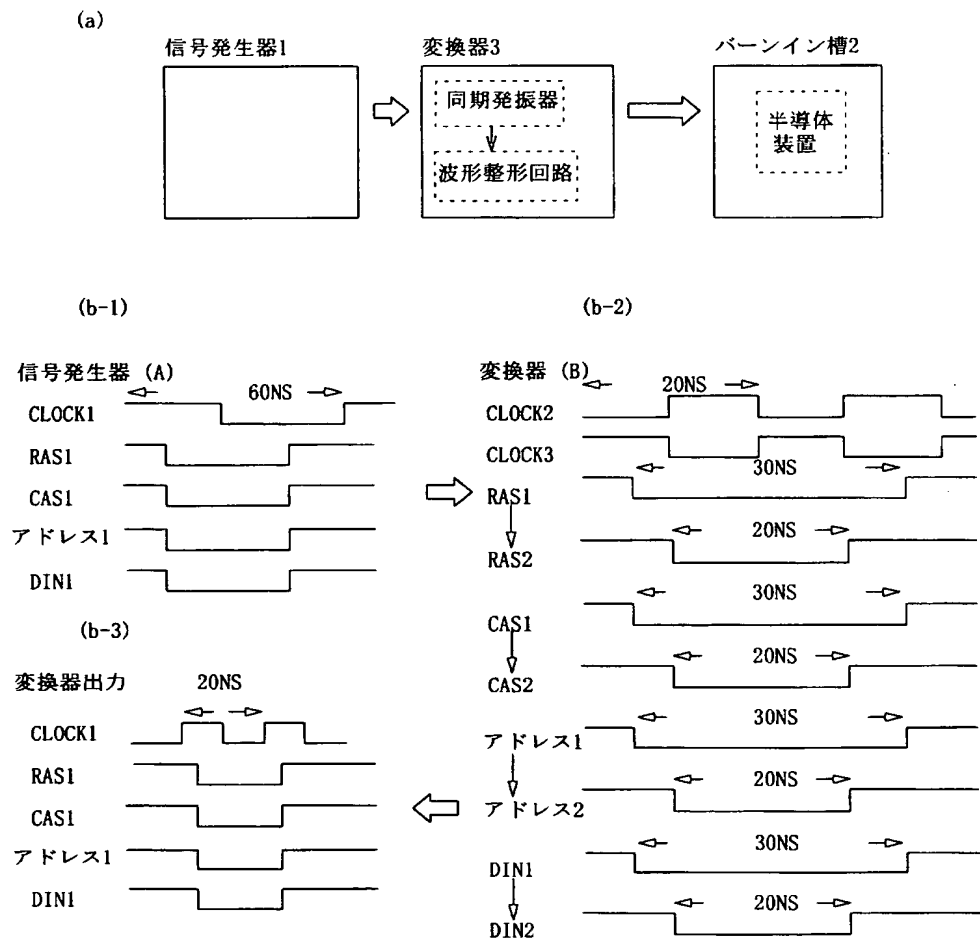 (a)
信号発生器1
変換器3
バーンイン槽2
同期発振器
波形整形回路
半導体
装置
(b-1)
信号発生器 (A)
60NS
CLOCK1
RAS1
CAS1
アドレス1
DIN1
(b-2)
変換器 (B)
20NS
CLOCK2
CLOCK3
30NS
RAS1
20NS
RAS2
30NS
CAS1
20NS
CAS2
30NS
アドレス1
20NS
アドレス2
30NS
DIN1
20NS
DIN2
(b-3)
変換器出力
20NS
CLOCK1
RAS1
CAS1
アドレス1
DIN1